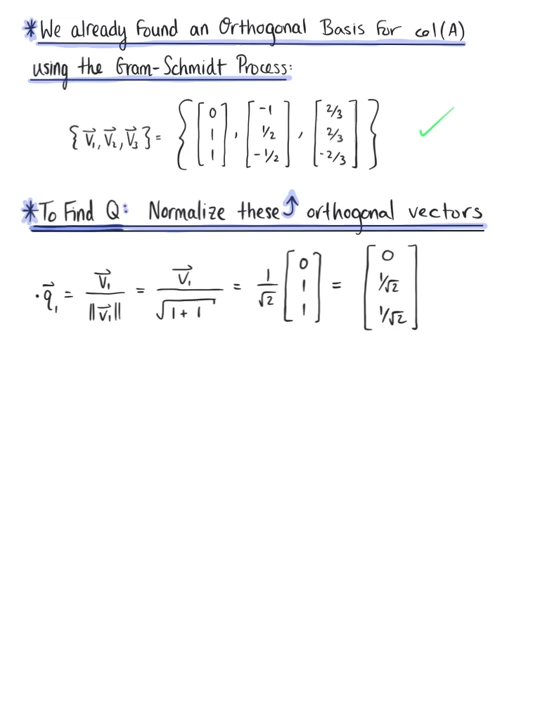 *We already found an Orthogonal Basis For col(A)
using the Gram-Schmidt Process:
{v⃗₁, v⃗₂, v⃗₃} = { [0 1 1], [-1 1/2 -1/2], [2/3 2/3 -2/3] } ✓
*To Find Q: Normalize these ↑ orthogonal vectors
· q⃗₁ = v⃗₁ / ||v⃗₁|| = v⃗₁ / √(1+1) = 1/√2 [0 1 1] = [0 1/√2 1/√2]